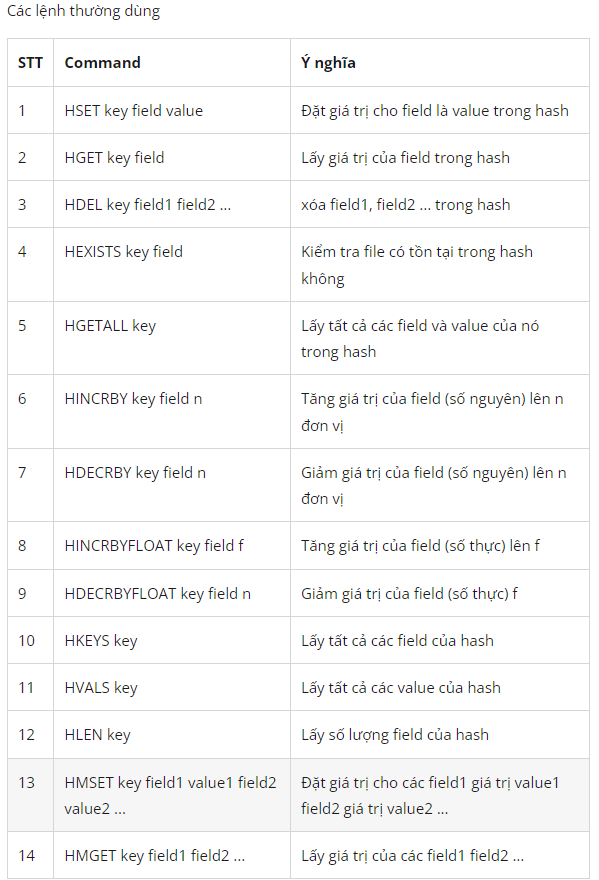 Các lệnh thường dùng
STT Command Ý nghĩa
1 HSET key field value Đặt giá trị cho field là value trong hash
2 HGET key field Lấy giá trị của field trong hash
3 HDEL key field1 field2 ... xóa field1, field2 ... trong hash
4 HEXISTS key field Kiểm tra file có tồn tại trong hash
không
5 HGETALL key Lấy tất cả các field và value của nó
trong hash
6 HINCRBY key field n Tăng giá trị của field (số nguyên) lên n
đơn vị
7 HDECRBY key field n Giảm giá trị của field (số nguyên) lên n
đơn vị
8 HINCRBYFLOAT key field f Tăng giá trị của field (số thực) lên f
9 HDECRBYFLOAT key field n Giảm giá trị của field (số thực) f
10 HKEYS key Lấy tất cả các field của hash
11 HVALS key Lấy tất cả các value của hash
12 HLEN key Lấy số lượng field của hash
13 HMSET key field1 value1 field2 Đặt giá trị cho các field1 giá trị value1
value2 ... field2 giá trị value2 ...
14 HMGET key field1 field2 ... Lấy giá trị của các field1 field2 ...